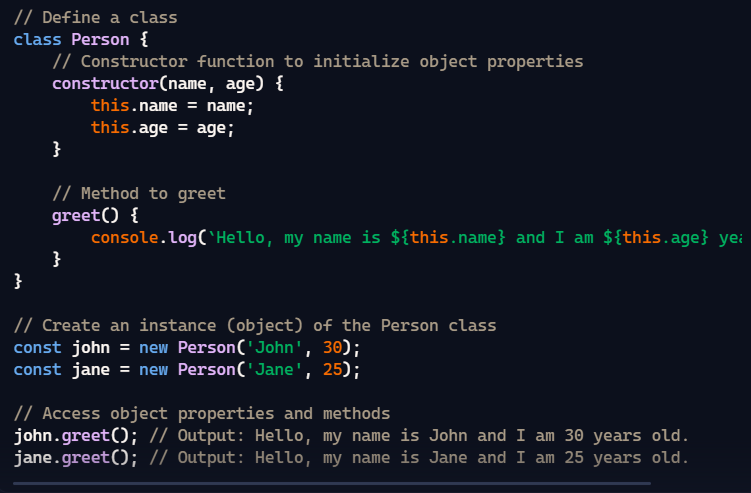 // Define a class
class Person {
    // Constructor function to initialize object properties
    constructor(name, age) {
        this.name = name;
        this.age = age;
    }

    // Method to greet
    greet() {
        console.log(`Hello, my name is ${this.name} and I am ${this.age}
    }
}

// Create an instance (object) of the Person class
const john = new Person('John', 30);
const jane = new Person('Jane', 25);

// Access object properties and methods
john.greet(); // Output: Hello, my name is John and I am 30 years old.
jane.greet(); // Output: Hello, my name is Jane and I am 25 years old.